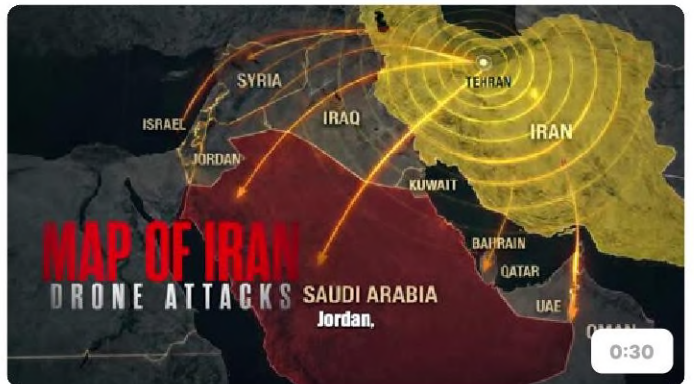 SYRIA
TEHRAN
ISRAEL
IRAQ
IRAN
JORDAN
KUWAIT
MAP OF IRAN
DRONE ATTACKS
BAHRAIN
QATAR
SAUDI ARABIA
UAE
Jordan,
OMAN
0:30